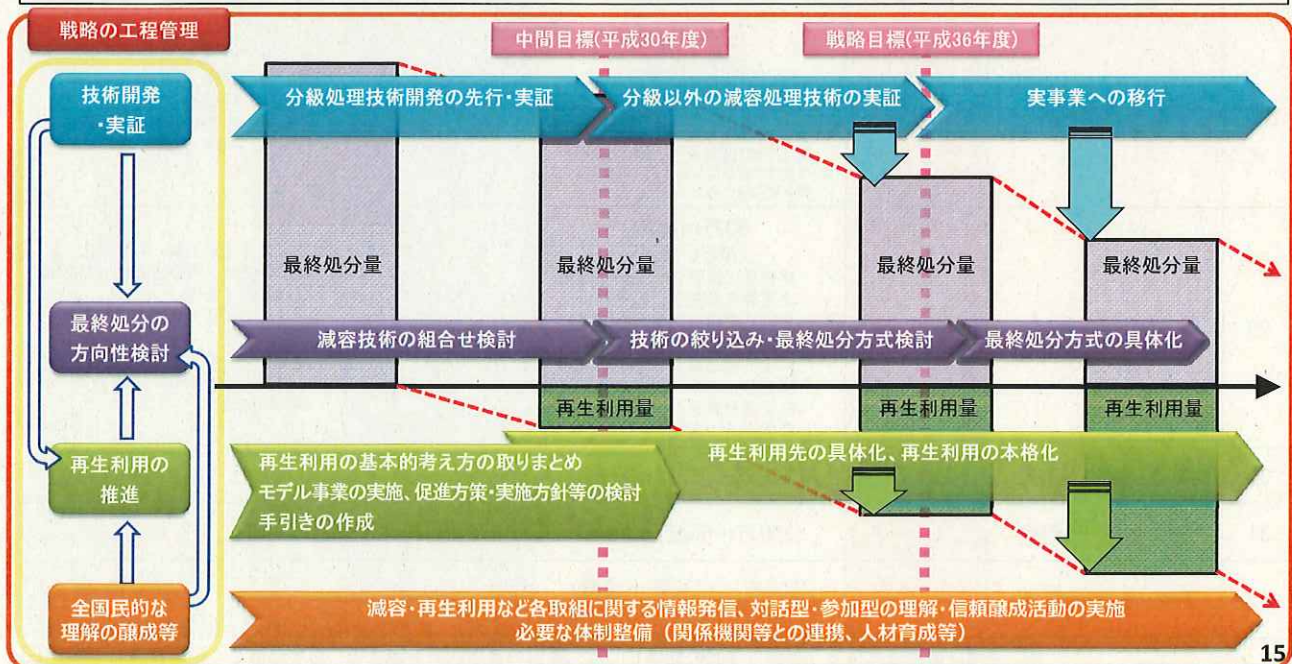 戦略の工程管理
中間目標(平成30年度)
戦略目標(平成36年度)
技術開発
・実証
分級処理技術開発の先行・実証
分級以外の減容処理技術の実証
実事業への移行
最終処分量
最終処分量
最終処分量
最終処分量
最終処分の
方向性検討
減容技術の組合せ検討
技術の絞り込み・最終処分方式検討
最終処分方式の具体化
再生利用量
再生利用量
再生利用量
再生利用の
推進
再生利用の基本的考え方の取りまとめ
モデル事業の実施、促進方策・実施方針等の検討
手引きの作成
再生利用先の具体化、再生利用の本格化
全国民的な
理解の醸成等
減容・再生利用など各取組に関する情報発信、対話型・参加型の理解・信頼醸成活動の実施
必要な体制整備（関係機関等との連携、人材育成等）
15